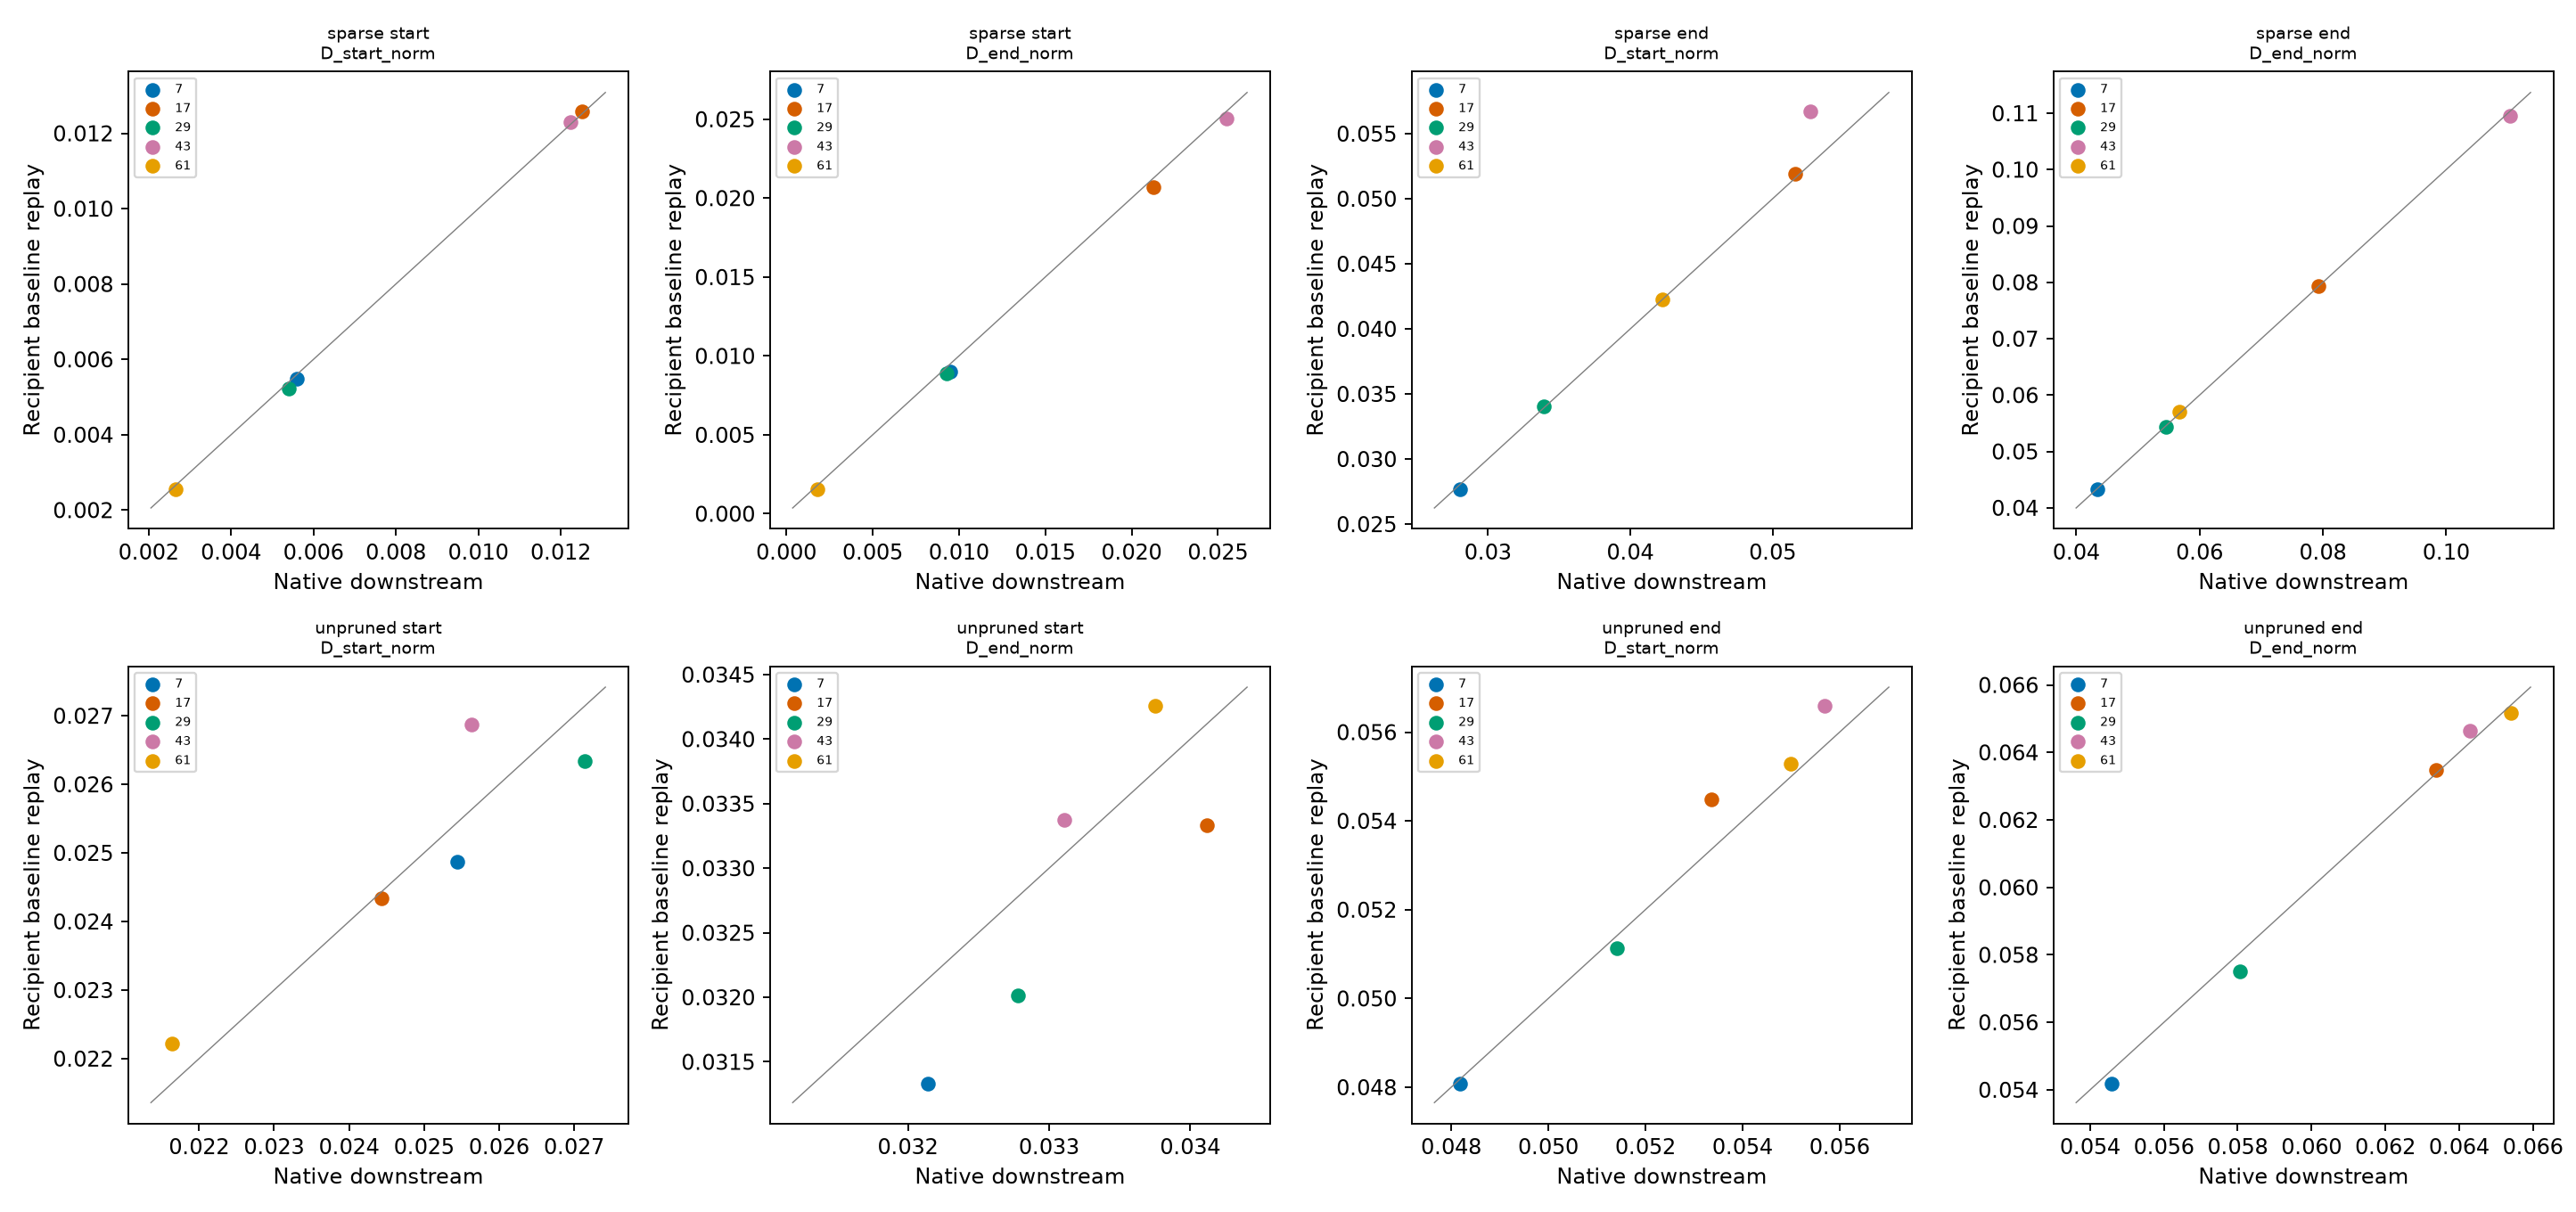 sparse start
D_start_norm
7
17
29
43
61
0.012
0.010
0.008
0.006
0.004
0.002
Recipient baseline replay
0.002 0.004 0.006 0.008 0.010 0.012
Native downstream
sparse start
D_end_norm
7
17
29
43
61
0.025
0.020
0.015
0.010
0.005
0.000
Recipient baseline replay
0.000 0.005 0.010 0.015 0.020 0.025
Native downstream
sparse end
D_start_norm
7
17
29
43
61
0.055
0.050
0.045
0.040
0.035
0.030
0.025
Recipient baseline replay
0.03 0.04 0.05
Native downstream
sparse end
D_end_norm
7
17
29
43
61
0.11
0.10
0.09
0.08
0.07
0.06
0.05
0.04
Recipient baseline replay
0.04 0.06 0.08 0.10
Native downstream
unpruned start
D_start_norm
7
17
29
43
61
0.027
0.026
0.025
0.024
0.023
0.022
Recipient baseline replay
0.022 0.023 0.024 0.025 0.026 0.027
Native downstream
unpruned start
D_end_norm
7
17
29
43
61
0.0345
0.0340
0.0335
0.0330
0.0325
0.0320
0.0315
Recipient baseline replay
0.032 0.033 0.034
Native downstream
unpruned end
D_start_norm
7
17
29
43
61
0.056
0.054
0.052
0.050
0.048
Recipient baseline replay
0.048 0.050 0.052 0.054 0.056
Native downstream
unpruned end
D_end_norm
7
17
29
43
61
0.066
0.064
0.062
0.060
0.058
0.056
0.054
Recipient baseline replay
0.054 0.056 0.058 0.060 0.062 0.064 0.066
Native downstream